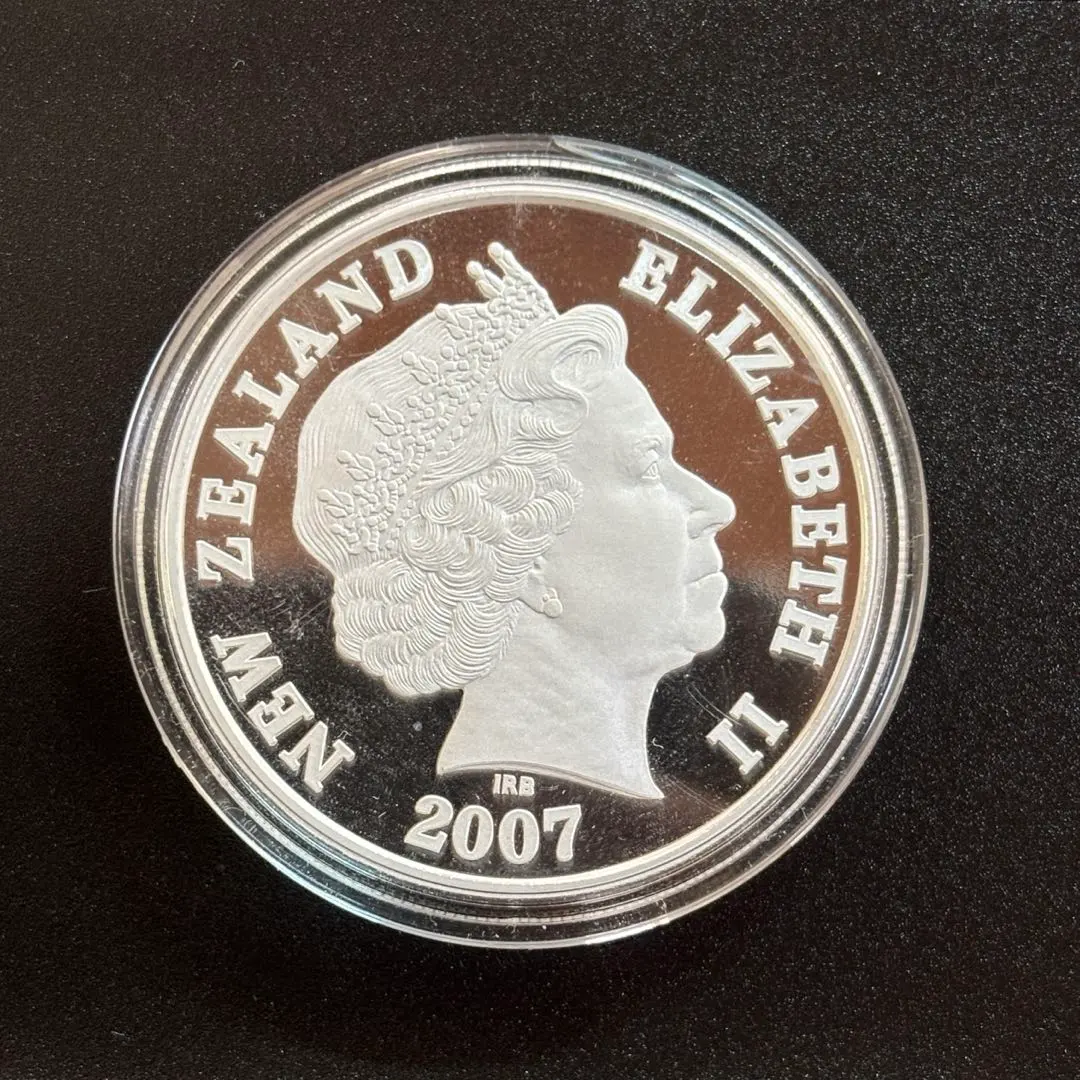 NEW ZEALAND
ELIZABETH II
IRB
2007